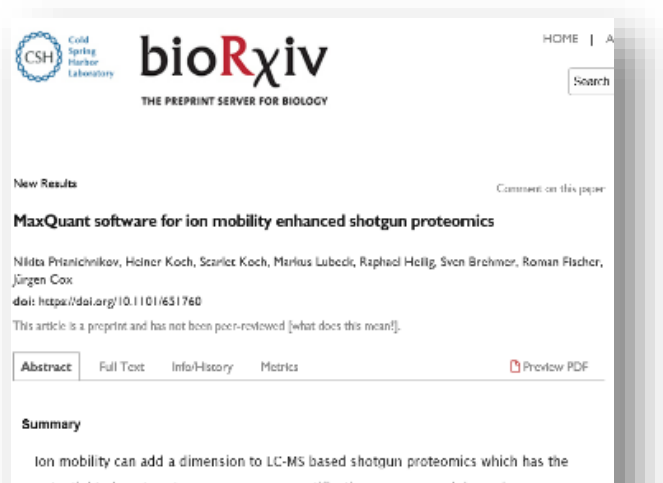 CSH
Cold
Spring
Harbor
Laboratory
bioRχiv
THE PREPRINT SERVER FOR BIOLOGY
HOME | A
Search
New Results
Comment on this paper
MaxQuant software for ion mobility enhanced shotgun proteomics
Nikita Prianichnikov, Heiner Koch, Scarlet Koch, Markus Lubeck, Raphael Heilig, Sven Brehmer, Roman Fischer,
Jürgen Cox
doi: https://doi.org/10.1101/651760
This article is a preprint and has not been peer-reviewed [what does this mean?].
Abstract Full Text Info/History Metrics Preview PDF
Summary
Ion mobility can add a dimension to LC-MS based shotgun proteomics which has the